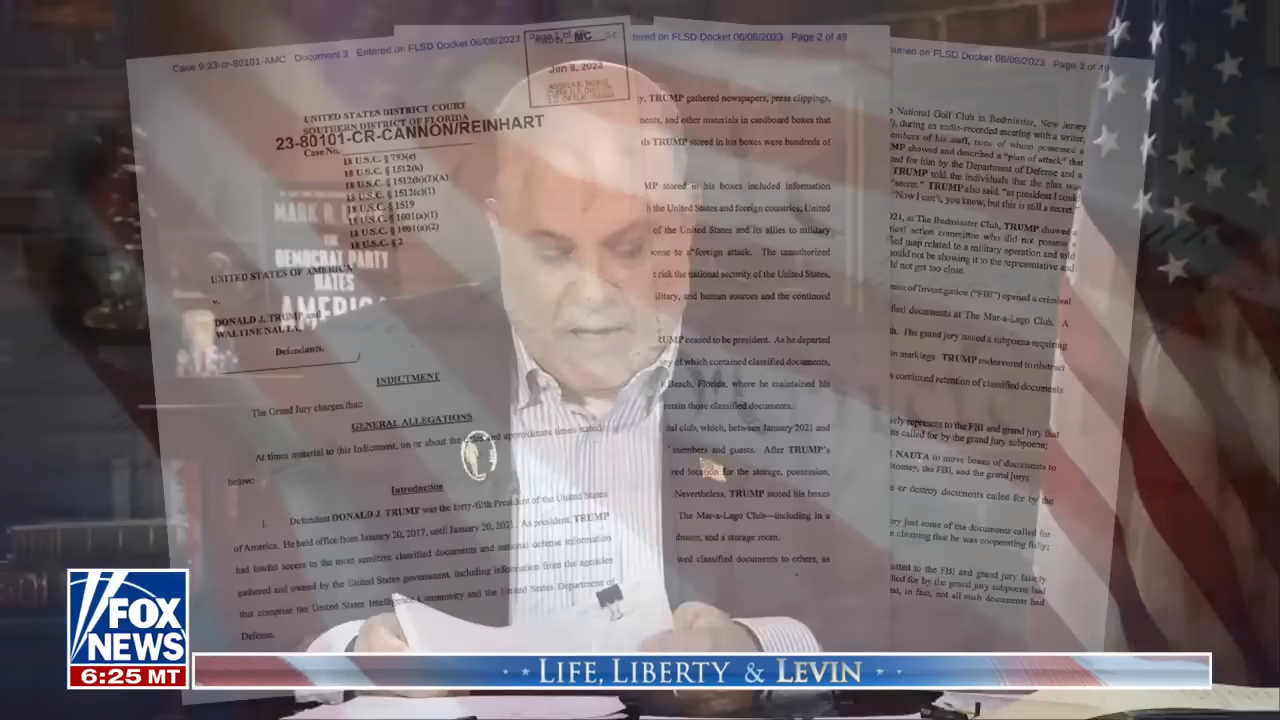 Case 9:23-cr-80101-AMC Document 3 Entered on FLSD Docket 06/08/2023 Page 1 of
MC
Jun 8, 2023
UNITED STATES DISTRICT COURT
SOUTHERN DISTRICT OF FLORIDA
23-80101-CR-CANNON/REINHART
Case No.
18 U.S.C. § 793(e)
18 U.S.C. § 1512(k)
18 U.S.C. § 1512(b)(2)(A)
18 U.S.C. § 1512(c)(1)
18 U.S.C. § 1519
18 U.S.C. § 1001(a)(1)
18 U.S.C. § 1001(a)(2)
18 U.S.C. § 2
UNITED STATES OF AMERICA
v.
DONALD J. TRUMP and
WALTINE NAUTA,
Defendants.
INDICTMENT
The Grand Jury charges that:
GENERAL ALLEGATIONS
At times material to this Indictment, on or about the dates and approximate times stated
below:
Introduction
1. Defendant DONALD J. TRUMP was the forty-fifth President of the United States
of America. He held office from January 20, 2017, until January 20, 2021. As president, TRUMP
had lawful access to the most sensitive classified documents and national defense information
gathered and owned by the United States government, including information from the agencies
that comprise the United States Intelligence Community and the United States Department of
Defense.
MARK R.
DEMOCRAT PARTY
HATES
AMERICA
tered on FLSD Docket 06/08/2023 Page 2 of 49
TRUMP gathered newspapers, press clippings,
and other materials in cardboard boxes that
TRUMP stored in his boxes were hundreds of
MP stored in his boxes included information
the United States and foreign countries; United
of the United States and its allies to military
to a foreign attack. The unauthorized
risk the national security of the United States,
military, and human sources and the continued
ceased to be president. As he departed
of which contained classified documents,
Beach, Florida, where he maintained his
retain those classified documents.
club, which, between January 2021 and
members and guests. After TRUMP's
location for the storage, possession,
Nevertheless, TRUMP stored his boxes
The Mar-a-Lago Club—including in a
droom, and a storage room.
wed classified documents to others, as
tered on FLSD Docket 06/08/2023 Page 3 of 49
National Golf Club in Bedminster, New Jersey
during an audio-recorded meeting with a writer,
members of his staff, none of whom possessed a
MP showed and described a "plan of attack" that
for him by the Department of Defense and a
TRUMP told the individuals that the plan was
"secret." TRUMP also said, "as president I could
"Now I can't, you know, but this is still a secret."
at The Bedminster Club, TRUMP showed a
action committee who did not possess a
map related to a military operation and told
should not be showing it to the representative and
not get too close.
of Investigation ("FBI") opened a criminal
documents at The Mar-a-Lago Club. A
The grand jury issued a subpoena requiring
markings. TRUMP endeavored to obstruct
continued retention of classified documents
represent to the FBI and grand jury that
called for by the grand jury subpoena;
NAUTA to move boxes of documents to
attorney, the FBI, and the grand jury;
or destroy documents called for by the
just some of the documents called for
claiming that he was cooperating fully;
to the FBI and grand jury falsely
called for by the grand jury subpoena had
in fact, not all such documents had
FOX
NEWS
6:25 MT
LIFE, LIBERTY & LEVIN